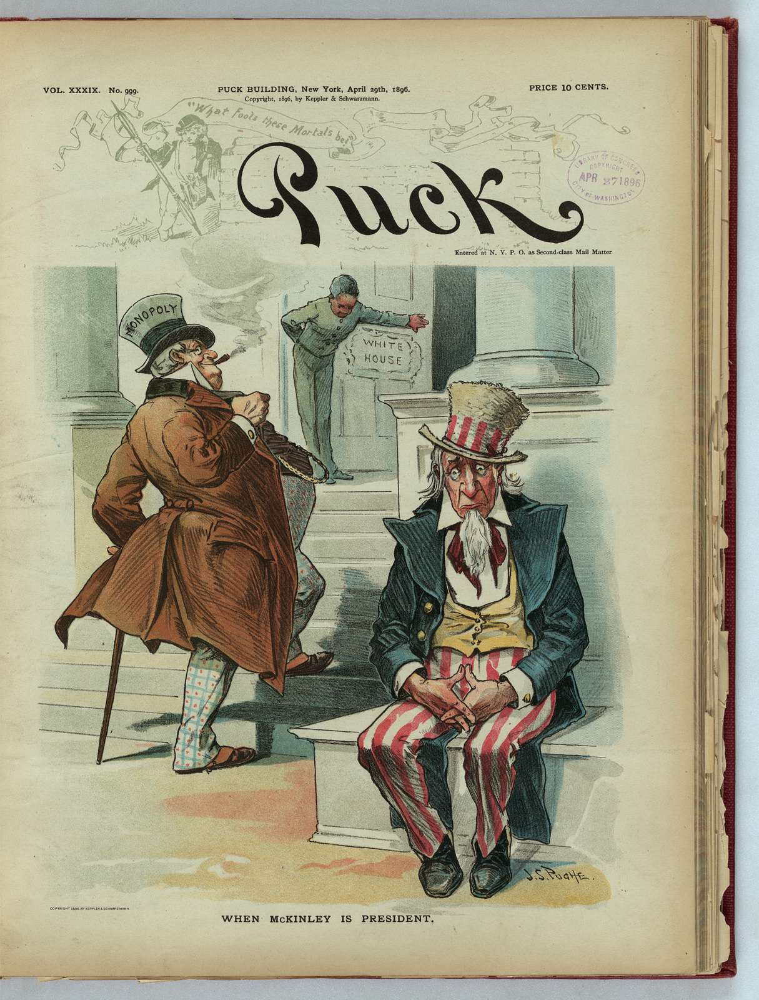 VOL. XXXIX. No. 999.
PUCK BUILDING, New York, April 29th, 1896.
PRICE 10 CENTS.
Copyright, 1896, by Keppler & Schwarzmann.
"What Fools these Mortals be!"
Puck
LIBRARY OF CONGRESS
COPYRIGHT
APR 27 1896
CITY OF WASHINGTON
Entered at N. Y. P. O. as Second-class Mail Matter
MONOPOLY
WHITE
HOUSE
J.S. PUGHE.
COPYRIGHT 1896 BY KEPPLER & SCHWARZMANN
WHEN McKINLEY IS PRESIDENT.